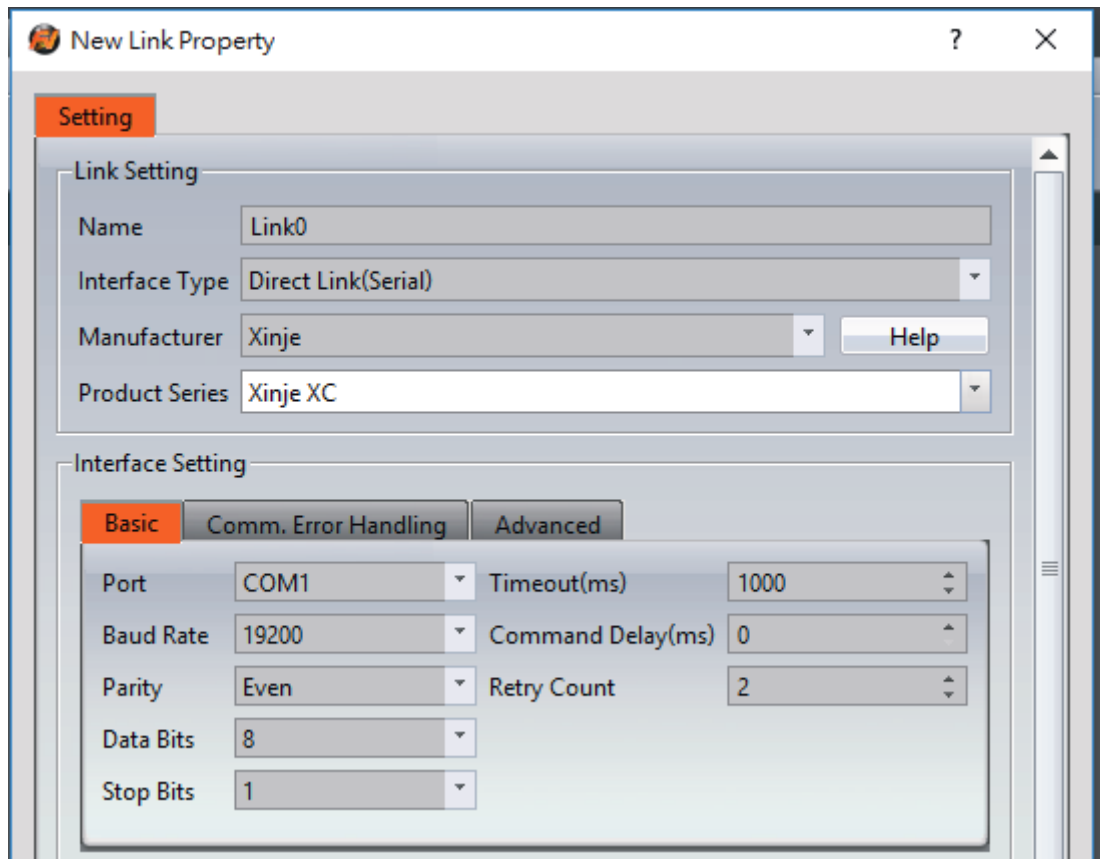 New Link Property ?
Setting
Link Setting
Name Link0
Interface Type Direct Link(Serial)
Manufacturer Xinje Help
Product Series Xinje XC
Interface Setting
Basic Comm. Error Handling Advanced
Port COM1 Timeout(ms) 1000
Baud Rate 19200 Command Delay(ms) 0
Parity Even Retry Count 2
Data Bits 8
Stop Bits 1